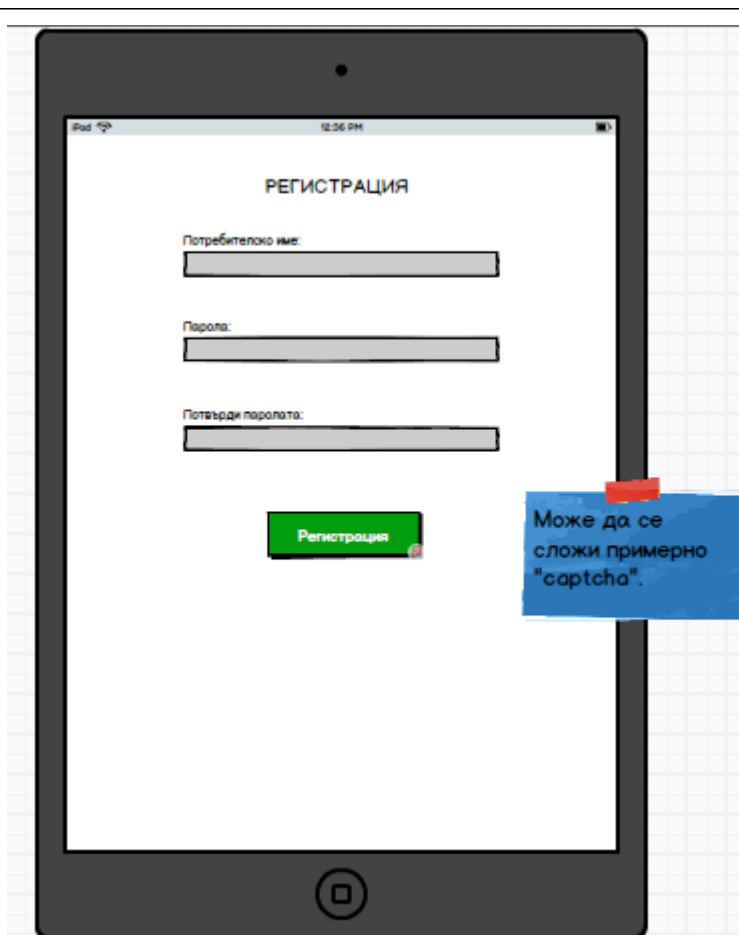 iPad
12:36 PM
РЕГИСТРАЦИЯ
Потребителско име:
Парола:
Потвърди паролата:
Регистрация
Може да се
сложи примерно
"captcha".